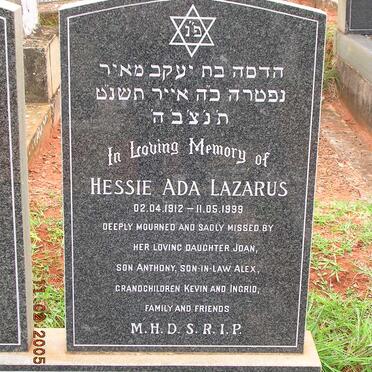 פ״נ
הדסה בת יעקב מאיר
נפטרה כה אייר תשנט
ת נ צ ב ה
In Loving Memory of
HESSIE ADA LAZARUS
02.04.1912 – 11.05.1999
DEEPLY MOURNED AND SADLY MISSED BY
HER LOVING DAUGHTER JOAN,
SON ANTHONY, SON-IN-LAW ALEX,
GRANDCHILDREN KEVIN AND INGRID,
FAMILY AND FRIENDS
M.H.D.S.R.I.P.